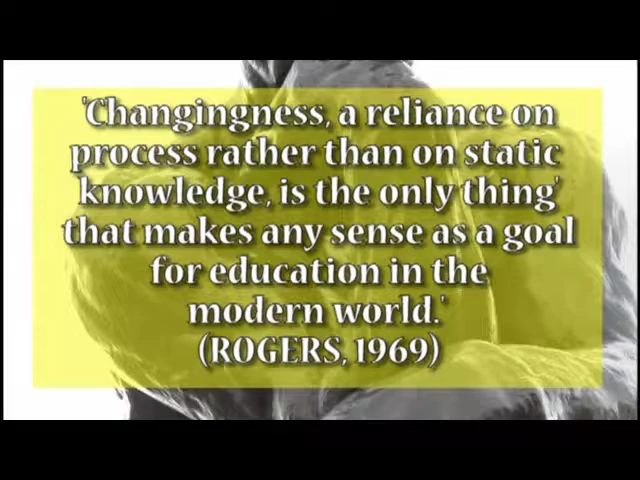 'Changingness, a reliance on
process rather than on static
knowledge, is the only thing'
that makes any sense as a goal
for education in the
modern world.'
(ROGERS, 1969)